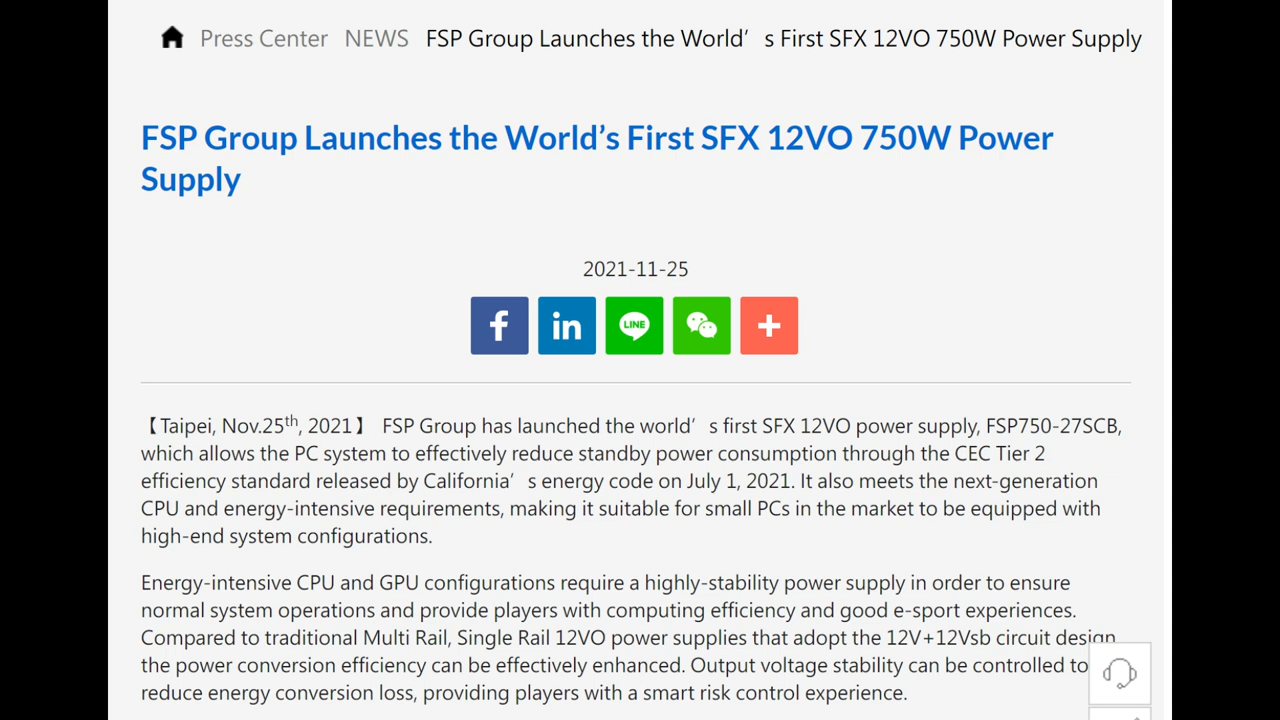 Press Center NEWS FSP Group Launches the World’ s First SFX 12VO 750W Power Supply
FSP Group Launches the World’s First SFX 12VO 750W Power
Supply
2021-11-25
f in LINE +
【Taipei, Nov.25th, 2021】 FSP Group has launched the world’ s first SFX 12VO power supply, FSP750-27SCB,
which allows the PC system to effectively reduce standby power consumption through the CEC Tier 2
efficiency standard released by California’ s energy code on July 1, 2021. It also meets the next-generation
CPU and energy-intensive requirements, making it suitable for small PCs in the market to be equipped with
high-end system configurations.
Energy-intensive CPU and GPU configurations require a highly-stability power supply in order to ensure
normal system operations and provide players with computing efficiency and good e-sport experiences.
Compared to traditional Multi Rail, Single Rail 12VO power supplies that adopt the 12V+12Vsb circuit design
the power conversion efficiency can be effectively enhanced. Output voltage stability can be controlled to
reduce energy conversion loss, providing players with a smart risk control experience.